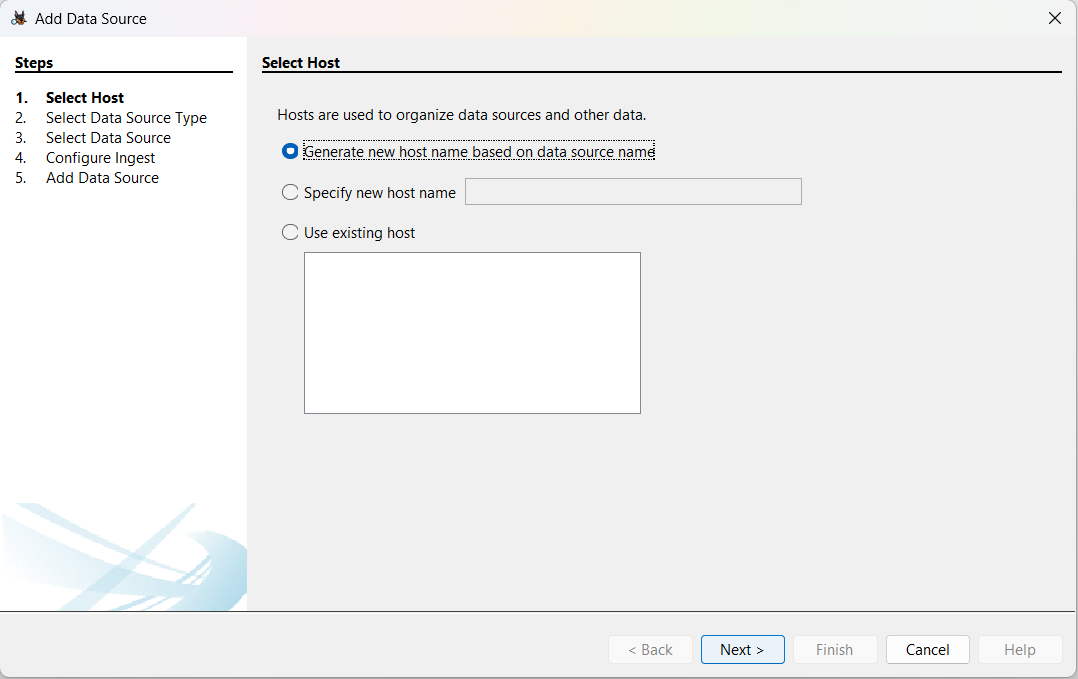 Add Data Source
Steps
1. Select Host
2. Select Data Source Type
3. Select Data Source
4. Configure Ingest
5. Add Data Source
Select Host
Hosts are used to organize data sources and other data.
Generate new host name based on data source name
Specify new host name
Use existing host
< Back
Next >
Finish
Cancel
Help